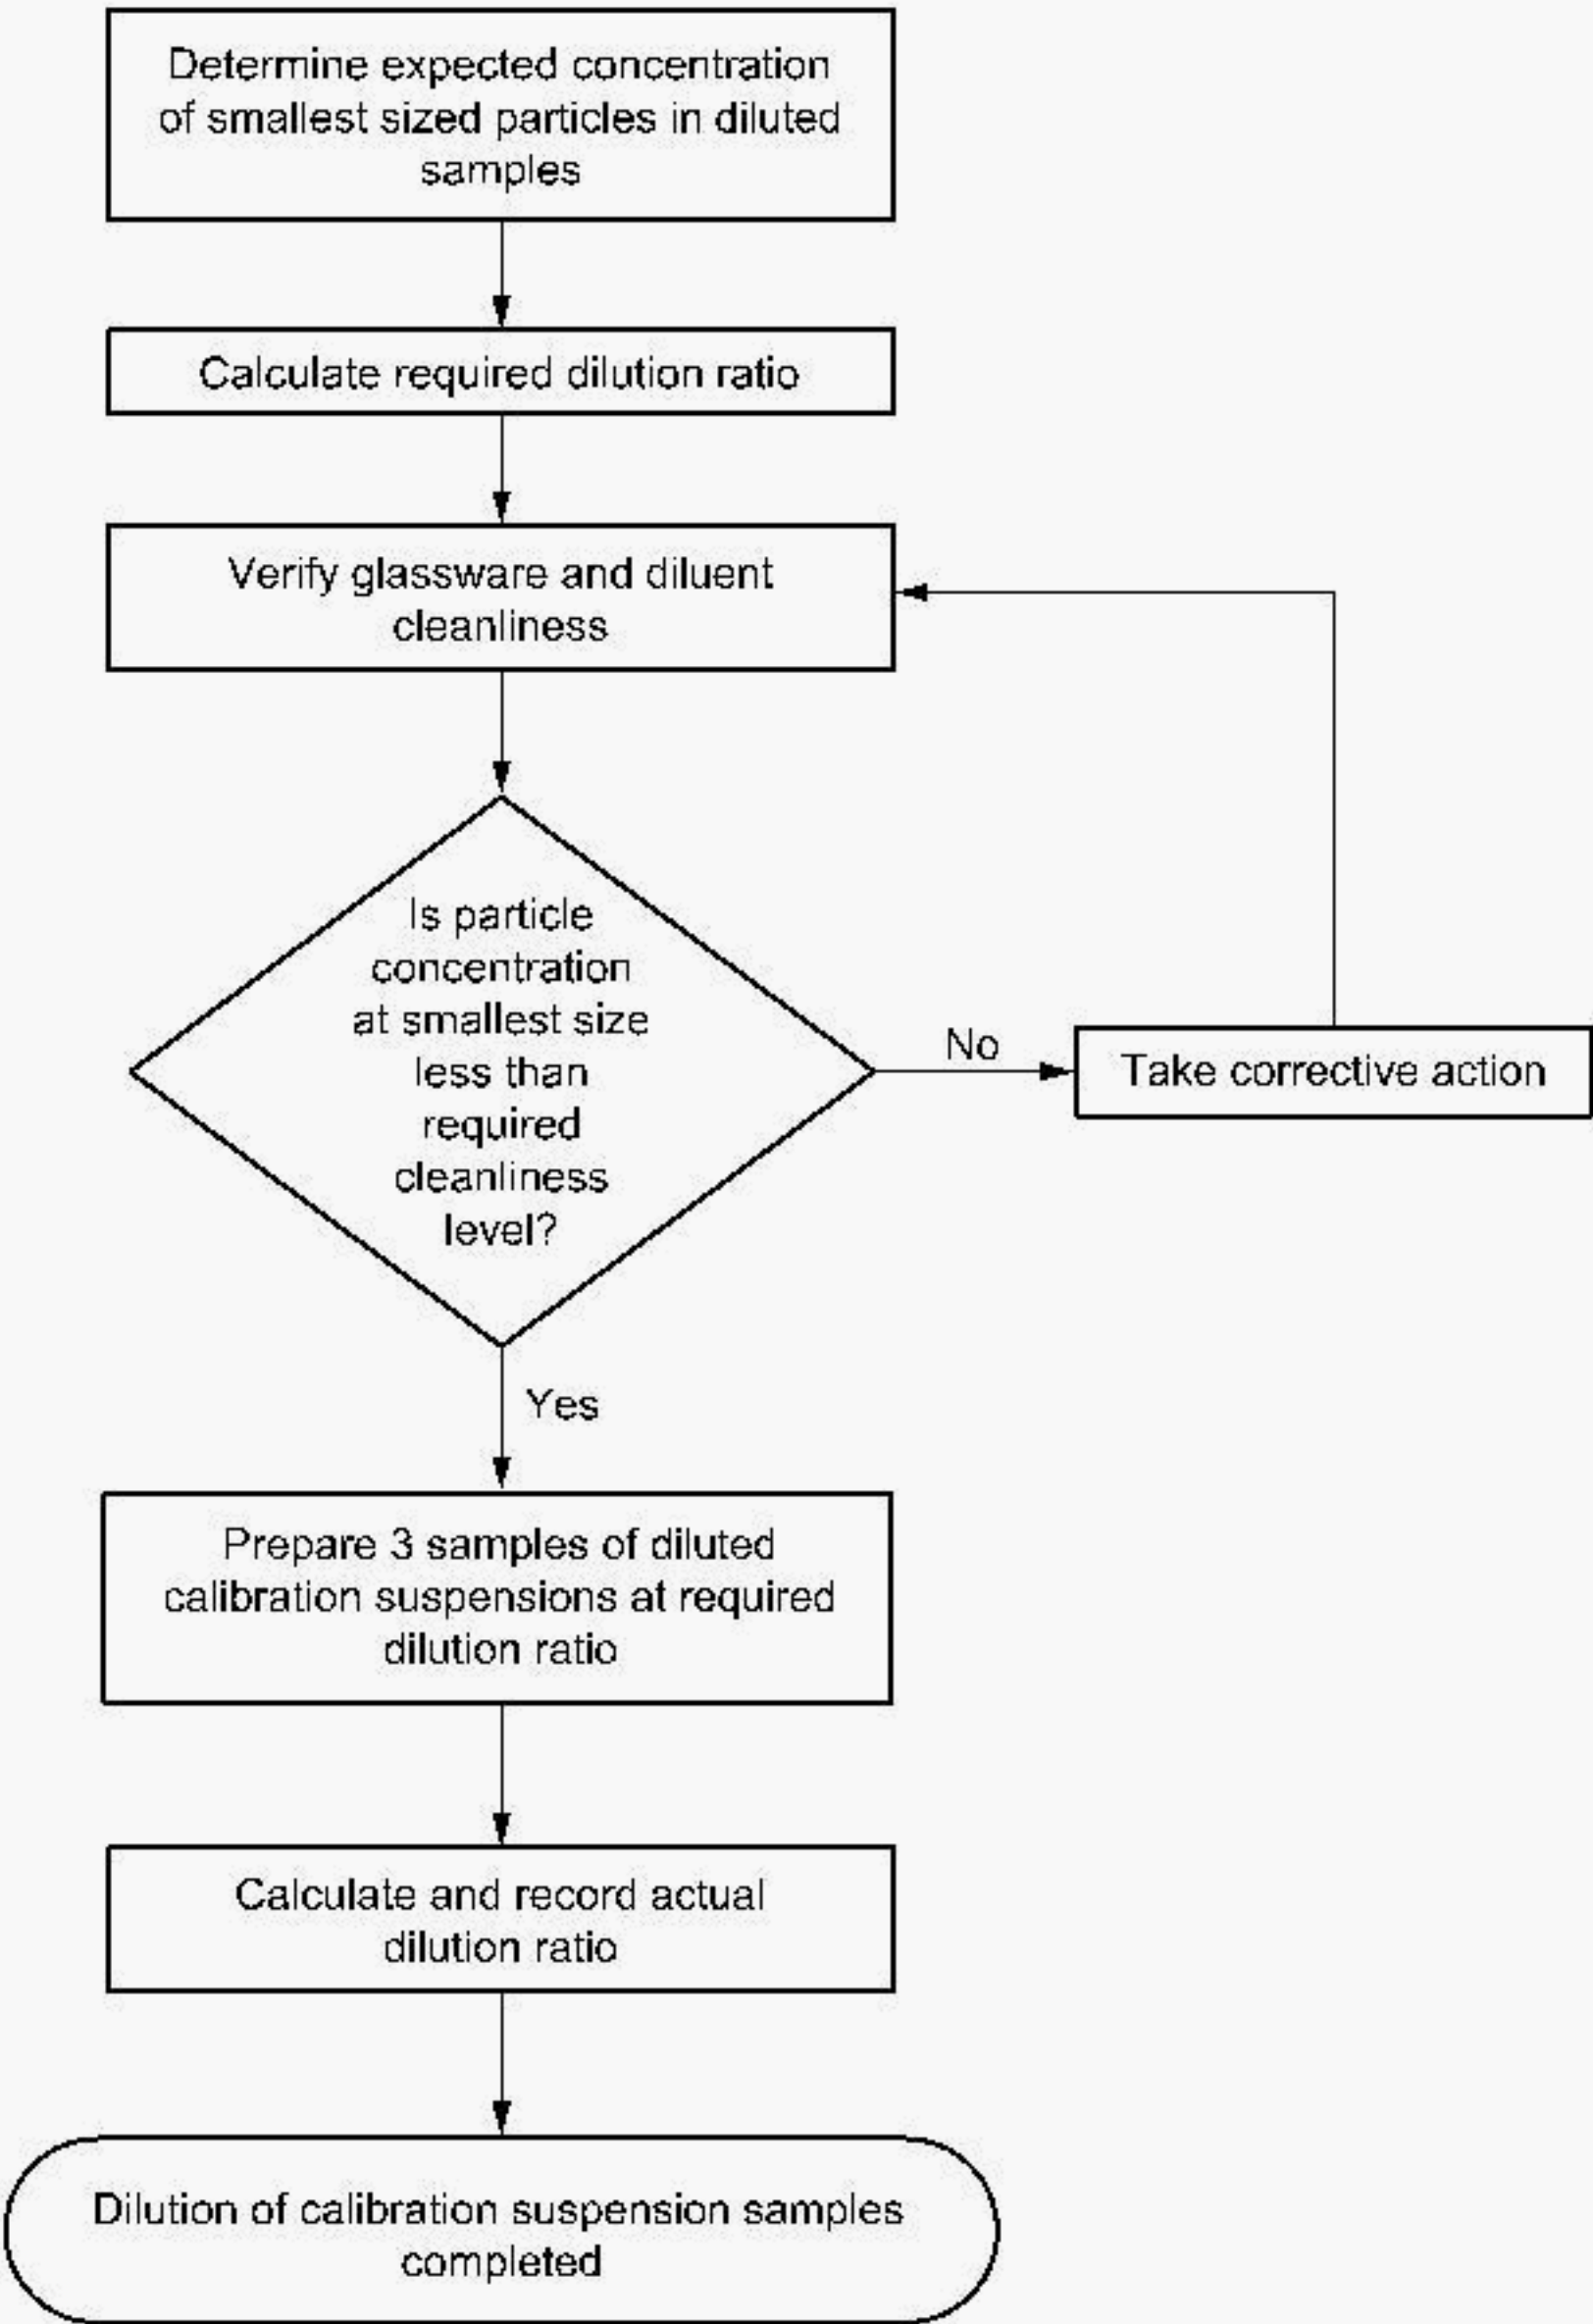 Determine expected concentration
of smallest sized particles in diluted
samples
Calculate required dilution ratio
Verify glassware and diluent
cleanliness
Is particle
concentration
at smallest size
less than
required
cleanliness
level?
No
Take corrective action
Yes
Prepare 3 samples of diluted
calibration suspensions at required
dilution ratio
Calculate and record actual
dilution ratio
Dilution of calibration suspension samples
completed